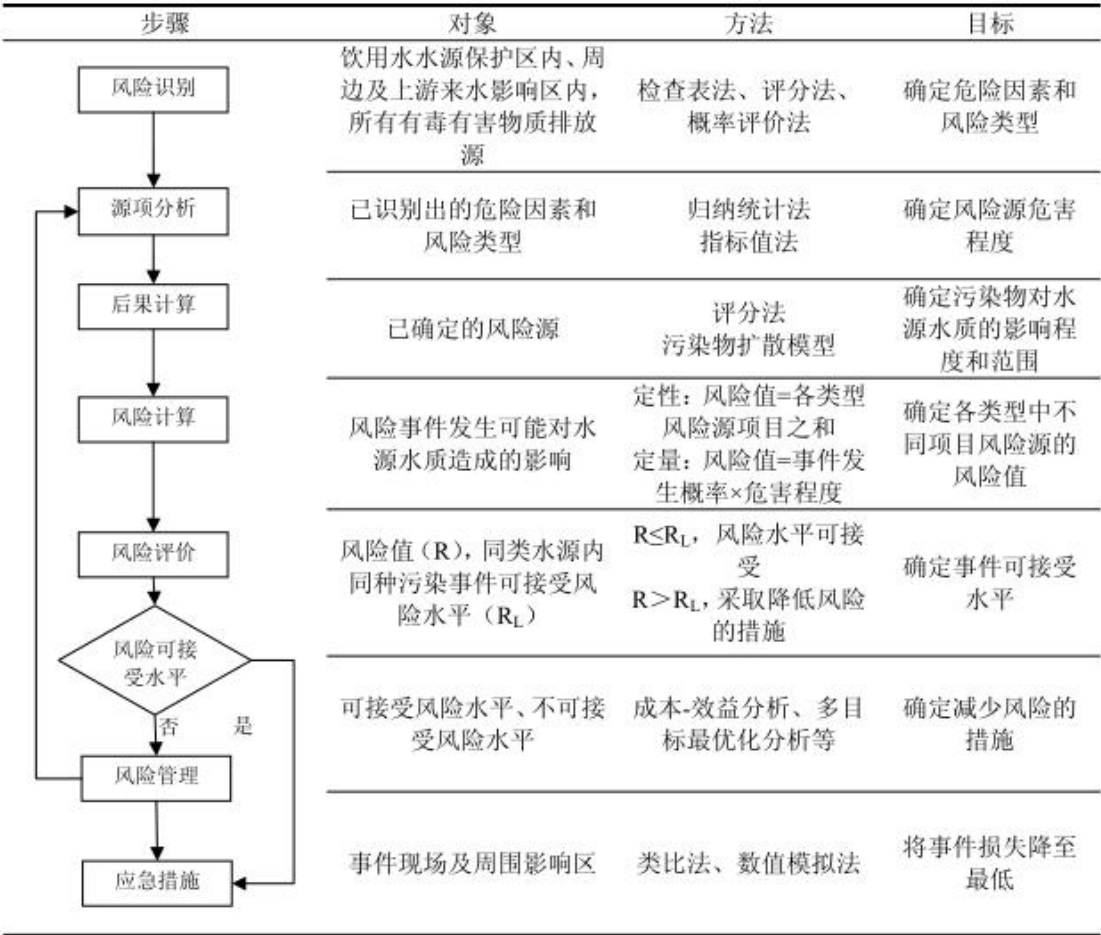 步骤 对象 方法 目标
风险识别
饮用水水源保护区内、周
边及上游来水影响区内，
所有有毒有害物质排放
源
检查表法、评分法、
概率评价法
确定危险因素和
风险类型
源项分析
已识别出的危险因素和
风险类型
归纳统计法
指标值法
确定风险源危害
程度
后果计算
已确定的风险源
评分法
污染物扩散模型
确定污染物对水
源水质的影响程
度和范围
风险计算
风险事件发生可能对水
源水质造成的影响
定性：风险值=各类型
风险源项目之和
定量：风险值=事件发
生概率×危害程度
确定各类型中不
同项目风险源的
风险值
风险评价
风险值（R），同类水源内
同种污染事件可接受风
险水平（RL）
R≤RL，风险水平可接
受
R＞RL，采取降低风险
的措施
确定事件可接受
水平
风险可接
受水平
否 是
风险管理
可接受风险水平、不可接
受风险水平
成本-效益分析、多目
标最优化分析等
确定减少风险的
措施
应急措施
事件现场及周围影响区
类比法、数值模拟法
将事件损失降至
最低